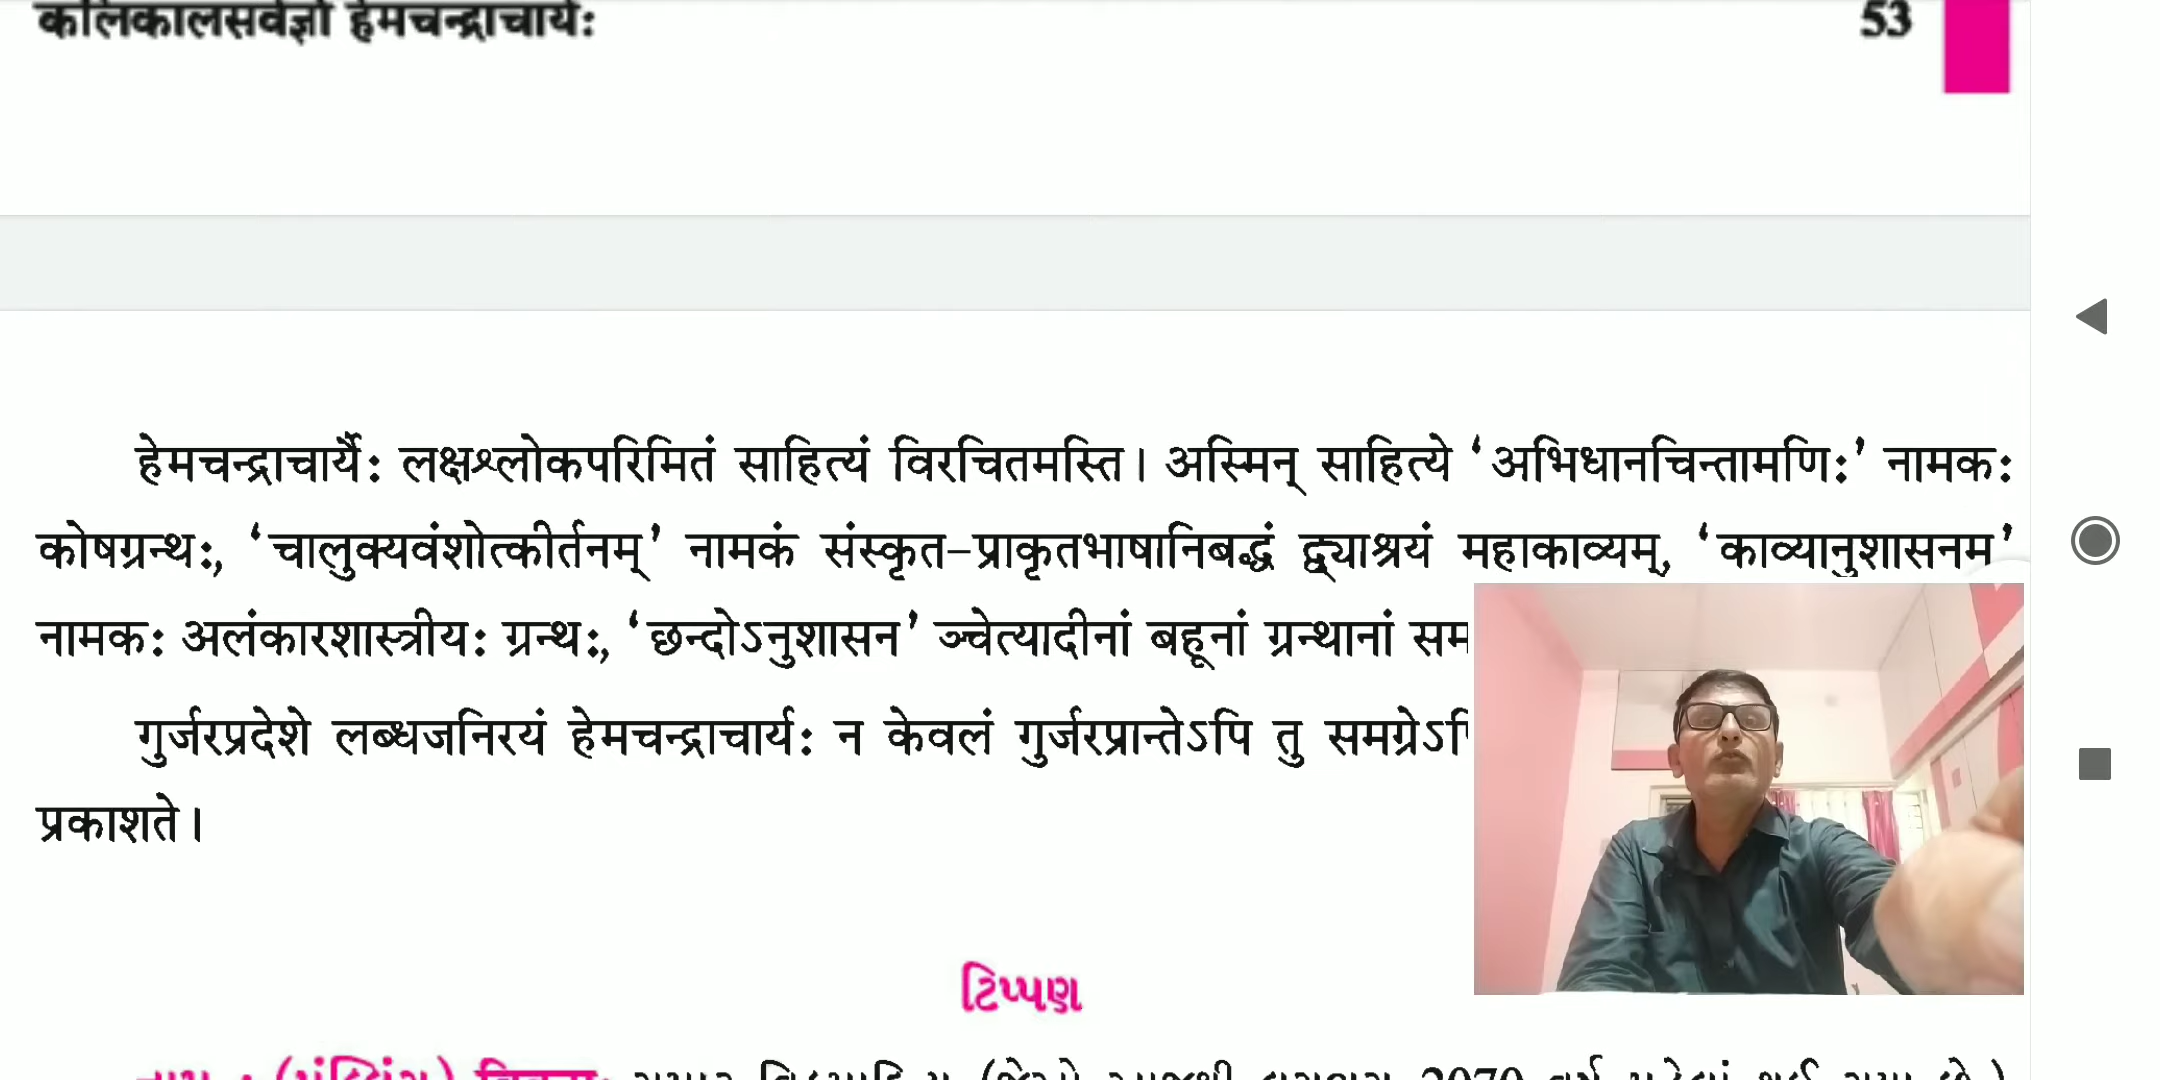 कलिकालसर्वज्ञो हेमचन्द्राचार्यः 53
हेमचन्द्राचार्यैः लक्षश्लोकपरिमितं साहित्यं विरचितमस्ति। अस्मिन् साहित्ये ‘अभिधानचिन्तामणिः’ नामकः
कोषग्रन्थः, ‘चालुक्यवंशोत्कीर्तनम्’ नामकं संस्कृत-प्राकृतभाषानिबद्धं द्व्याश्रयं महाकाव्यम्, ‘काव्यानुशासनम’
नामकः अलंकारशास्त्रीयः ग्रन्थः, ‘छन्दोऽनुशासन’ ञ्चेत्यादीनां बहूनां ग्रन्थानां
गुर्जरप्रदेशे लब्धजनिरयं हेमचन्द्राचार्यः न केवलं गुर्जरप्रान्तेऽपि तु
प्रकाशते।
ટિપ્પણ
2070